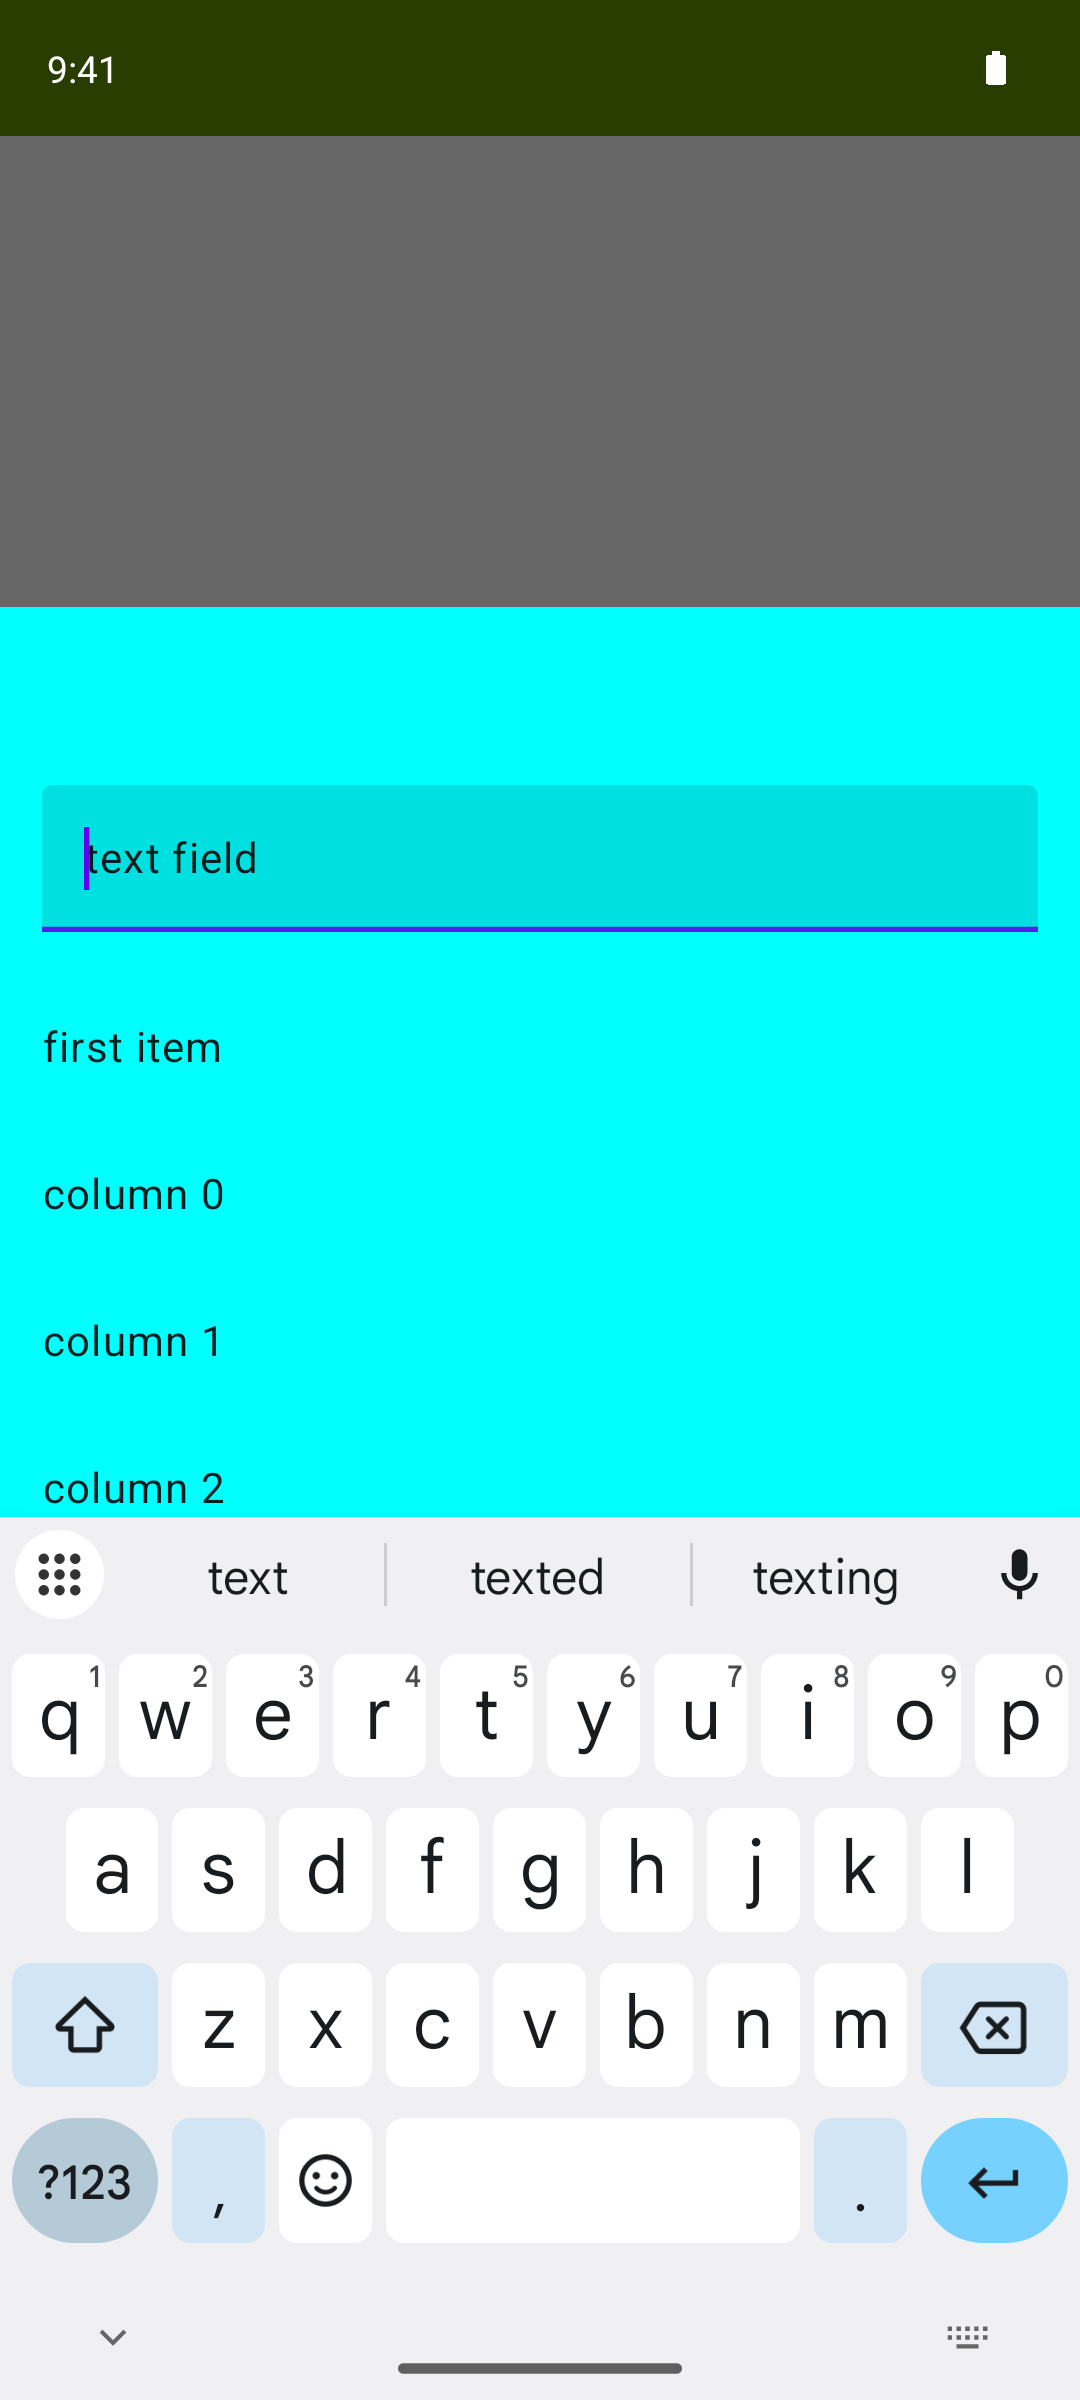 9:41
text field
first item
column 0
column 1
column 2
text texted texting
q 1 w 2 e 3 r 4 t 5 y 6 u 7 i 8 o 9 p 0
a s d f g h j k l
z x c v b n m
?123 , .